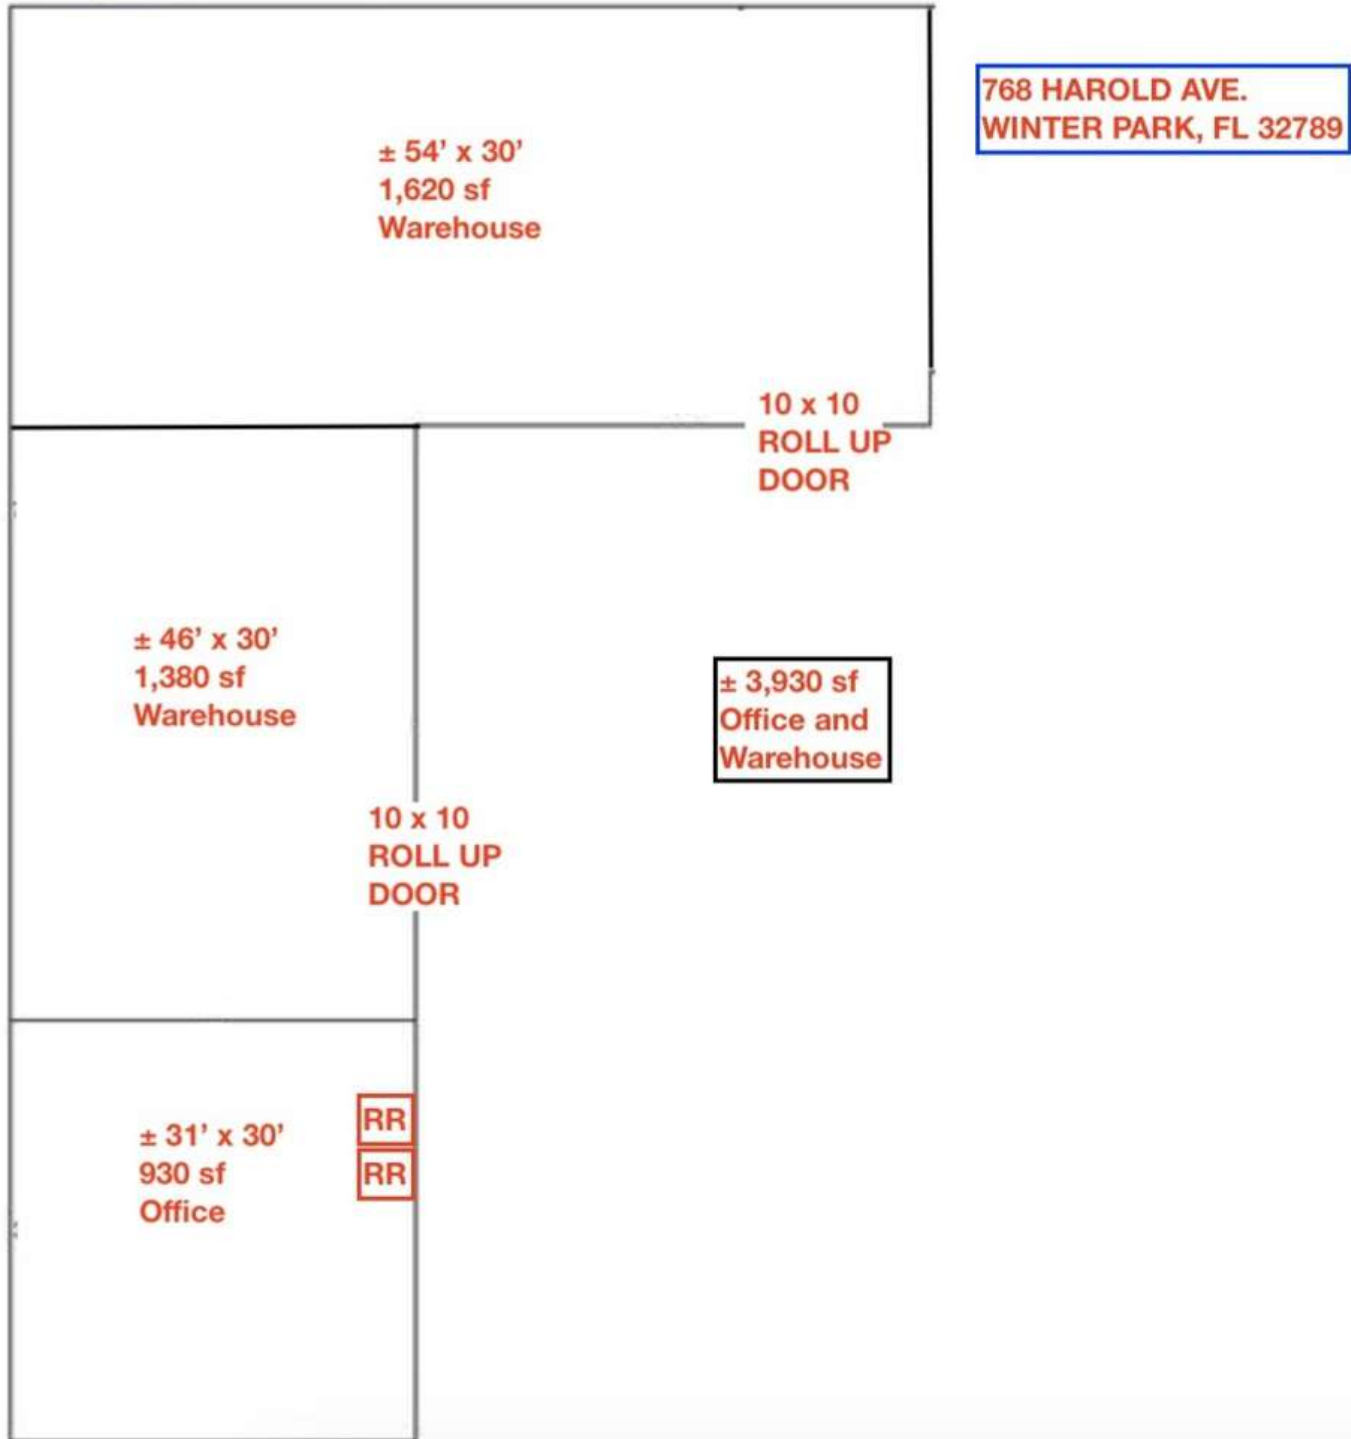 768 HAROLD AVE.
WINTER PARK, FL 32789
± 54’ x 30’
1,620 sf
Warehouse
10 x 10
ROLL UP
DOOR
± 46’ x 30’
1,380 sf
Warehouse
± 3,930 sf
Office and
Warehouse
10 x 10
ROLL UP
DOOR
RR
± 31’ x 30’
930 sf
Office
RR